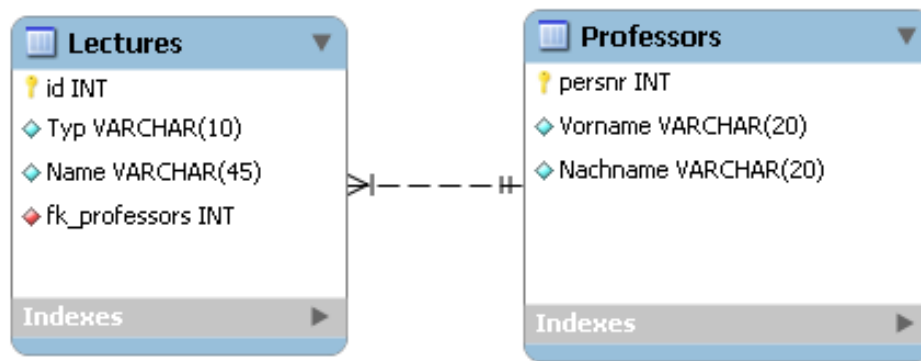 Lectures
id INT
Typ VARCHAR(10)
Name VARCHAR(45)
fk_professors INT
Indexes
Professors
persnr INT
Vorname VARCHAR(20)
Nachname VARCHAR(20)
Indexes